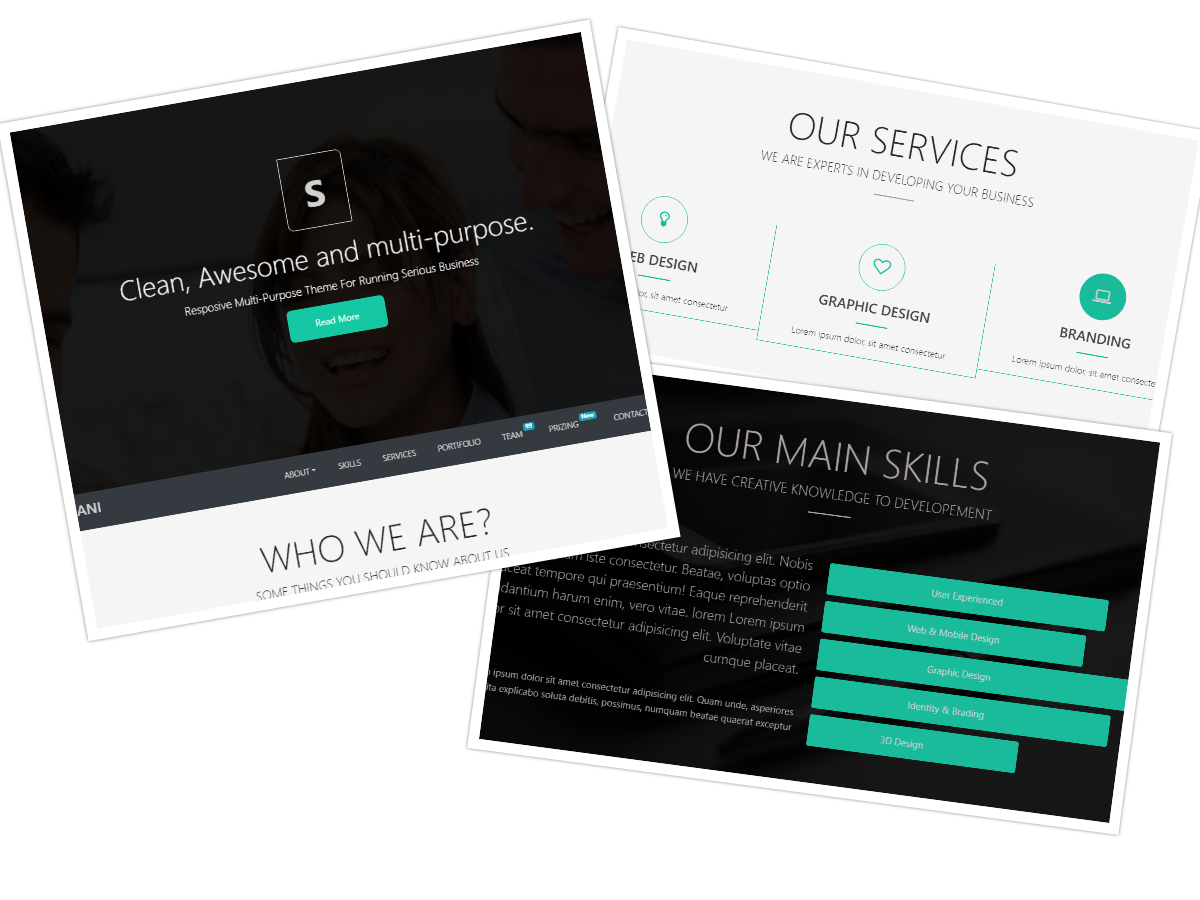 S
Clean, Awesome and multi-purpose.
Resposive Multi-Purpose Theme For Running Serious Business
Read More
ANI
ABOUT
SKILLS
SERVICES
PORTIFOLIO
TEAM 99
PRIZING New
CONTACT
WHO WE ARE?
SOME THINGS YOU SHOULD KNOW ABOUT US
OUR SERVICES
WE ARE EXPERTS IN DEVELOPING YOUR BUSINESS
EB DESIGN
or, sit amet consectetur
GRAPHIC DESIGN
Lorem ipsum dolor, sit amet consectetur
BRANDING
Lorem ipsum dolor, sit amet consecte
OUR MAIN SKILLS
WE HAVE CREATIVE KNOWLEDGE TO DEVELOPEMENT
consectetur adipisicing elit. Nobis
iste consectetur. Beatae, voluptas optio
aceat tempore qui praesentium! Eaque reprehenderit
dantium harum enim, vero vitae. lorem Lorem ipsum
or sit amet consectetur adipisicing elit. Voluptate vitae
cumque placeat.
ipsum dolor sit amet consectetur adipisicing elit. Quam unde, asperiores
ita explicabo soluta debitis, possimus, numquam beatae quaerat exceptur
User Experienced
Web & Mobile Design
Graphic Design
Identity & Brading
3D Design